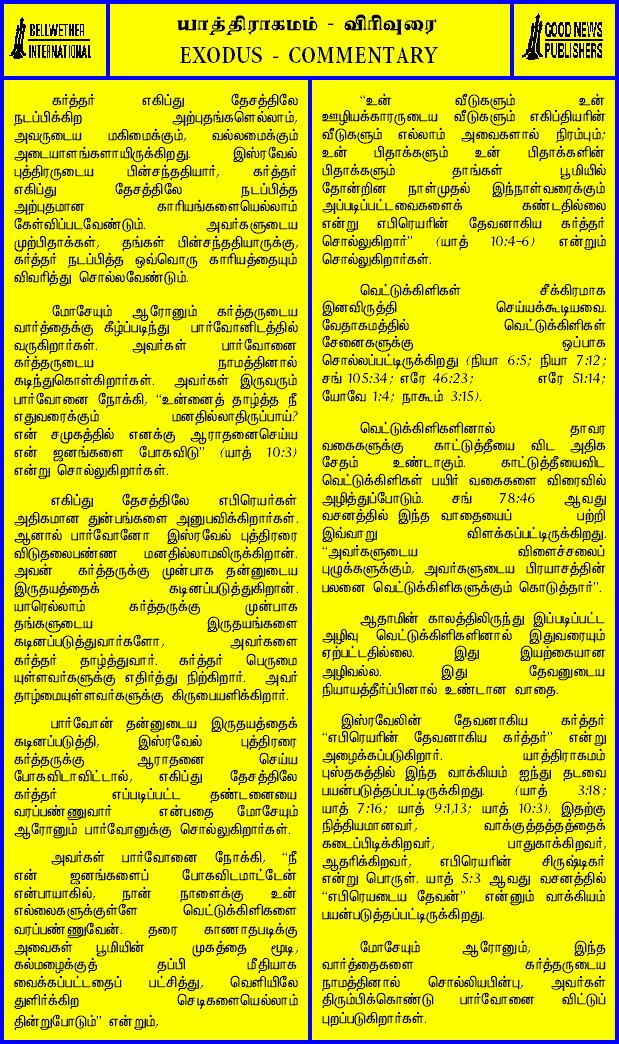 BELLWETHER
INTERNATIONAL
யாத்திராகமம் - விரிவுரை
EXODUS - COMMENTARY
GOOD NEWS
PUBLISHERS
கர்த்தர் எகிப்து தேசத்திலே
நடப்பிக்கிற அற்புதங்களெல்லாம்,
அவருடைய மகிமைக்கும், வல்லமைக்கும்
அடையாளங்களாயிருக்கிறது. இஸ்ரவேல்
புத்திரருடைய பின்சந்ததியார், கர்த்தர்
எகிப்து தேசத்திலே நடப்பித்த
அற்புதமான காரியங்களையெல்லாம்
கேள்விப்படவேண்டும். அவர்களுடைய
முற்பிதாக்கள், தங்கள் பின்சந்ததியாருக்கு,
கர்த்தர் நடப்பித்த ஒவ்வொரு காரியத்தையும்
விவரித்து சொல்லவேண்டும்.
மோசேயும் ஆரோனும் கர்த்தருடைய
வார்த்தைக்கு கீழ்ப்படிந்து பார்வோனிடத்தில்
வருகிறார்கள். அவர்கள் பார்வோனை
கர்த்தருடைய நாமத்தினால்
கடிந்துகொள்கிறார்கள். அவர்கள் இருவரும்
பார்வோனை நோக்கி, “உன்னைத் தாழ்த்த நீ
எதுவரைக்கும் மனதில்லாதிருப்பாய்?
என் சமுகத்தில் எனக்கு ஆராதனைசெய்ய
என் ஜனங்களை போகவிடு” (யாத் 10:3)
என்று சொல்லுகிறார்கள்.
எகிப்து தேசத்திலே எபிரெயர்கள்
அதிகமான துன்பங்களை அனுபவிக்கிறார்கள்.
ஆனால் பார்வோனோ இஸ்ரவேல் புத்திரரை
விடுதலைபண்ண மனதில்லாமலிருக்கிறான்.
அவன் கர்த்தருக்கு முன்பாக தன்னுடைய
இருதயத்தைக் கடினப்படுத்துகிறான்.
யாரெல்லாம் கர்த்தருக்கு முன்பாக
தங்களுடைய இருதயங்களை
கடினப்படுத்துவார்களோ, அவர்களை
கர்த்தர் தாழ்த்துவார். கர்த்தர் பெருமை
யுள்ளவர்களுக்கு எதிர்த்து நிற்கிறார். அவர்
தாழ்மையுள்ளவர்களுக்கு கிருபையளிக்கிறார்.
பார்வோன் தன்னுடைய இருதயத்தைக்
கடினப்படுத்தி, இஸ்ரவேல் புத்திரரை
கர்த்தருக்கு ஆராதனை செய்ய
போகவிடாவிட்டால், எகிப்து தேசத்திலே
கர்த்தர் எப்படிப்பட்ட தண்டனையை
வரப்பண்ணுவார் என்பதை மோசேயும்
ஆரோனும் பார்வோனுக்கு சொல்லுகிறார்கள்.
அவர்கள் பார்வோனை நோக்கி, “நீ
என் ஜனங்களைப் போகவிடமாட்டேன்
என்பாயாகில், நான் நாளைக்கு உன்
எல்லைகளுக்குள்ளே வெட்டுக்கிளிகளை
வரப்பண்ணுவேன். தரை காணாதபடிக்கு
அவைகள் பூமியின் முகத்தை மூடி,
கல்மழைக்குத் தப்பி மீதியாக
வைக்கப்பட்டதைப் பட்சித்து, வெளியிலே
துளிர்க்கிற செடிகளையெல்லாம்
தின்றுபோடும்” என்றும்,
“உன் வீடுகளும் உன்
ஊழியக்காரருடைய வீடுகளும் எகிப்தியரின்
வீடுகளும் எல்லாம் அவைகளால் நிரம்பும்;
உன் பிதாக்களும் உன் பிதாக்களின்
பிதாக்களும் தாங்கள் பூமியில்
தோன்றின நாள்முதல் இந்நாள்வரைக்கும்
அப்படிப்பட்டவைகளைக் கண்டதில்லை
என்று எபிரெயரின் தேவனாகிய கர்த்தர்
சொல்லுகிறார்” (யாத் 10:4-6) என்றும்
சொல்லுகிறார்கள்.
வெட்டுக்கிளிகள் சீக்கிரமாக
இனவிருத்தி செய்யக்கூடியவை.
வேதாகமத்தில் வெட்டுக்கிளிகள்
சேனைகளுக்கு ஒப்பாக
சொல்லப்பட்டிருக்கிறது (நியா 6:5; நியா 7:12;
சங் 105:34; எரே 46:23; எரே 51:14;
யோவே 1:4; நாகூம் 3:15).
வெட்டுக்கிளிகளினால் தாவர
வகைகளுக்கு காட்டுத்தீயை விட அதிக
சேதம் உண்டாகும். காட்டுத்தீயைவிட
வெட்டுக்கிளிகள் பயிர் வகைகளை விரைவில்
அழித்துப்போடும். சங் 78:46 ஆவது
வசனத்தில் இந்த வாதையைப் பற்றி
இவ்வாறு விளக்கப்பட்டிருக்கிறது.
“அவர்களுடைய விளைச்சலைப்
புழுக்களுக்கும், அவர்களுடைய பிரயாசத்தின்
பலனை வெட்டுக்கிளிகளுக்கும் கொடுத்தார்”.
ஆதாமின் காலத்திலிருந்து இப்படிப்பட்ட
அழிவு வெட்டுக்கிளிகளினால் இதுவரையும்
ஏற்பட்டதில்லை. இது இயற்கையான
அழிவல்ல. இது தேவனுடைய
நியாயத்தீர்ப்பினால் உண்டான வாதை.
இஸ்ரவேலின் தேவனாகிய கர்த்தர்
“எபிரெயரின் தேவனாகிய கர்த்தர்” என்று
அழைக்கப்படுகிறார். யாத்திராகமம்
புஸ்தகத்தில் இந்த வாக்கியம் ஐந்து தடவை
பயன்படுத்தப்பட்டிருக்கிறது. (யாத் 3:18;
யாத் 7:16; யாத் 9:1,13; யாத் 10:3). இதற்கு
நித்தியமானவர், வாக்குத்தத்தத்தைக்
கடைப்பிடிக்கிறவர், பாதுகாக்கிறவர்,
ஆதரிக்கிறவர், எபிரெயரின் சிருஷ்டிகர்
என்று பொருள். யாத் 5:3 ஆவது வசனத்தில்
“எபிரெயடைய தேவன்” என்னும் வாக்கியம்
பயன்படுத்தப்பட்டிருக்கிறது.
மோசேயும் ஆரோனும், இந்த
வார்த்தைகளை கர்த்தருடைய
நாமத்தினால் சொல்லியபின்பு, அவர்கள்
திரும்பிக்கொண்டு பார்வோனை விட்டுப்
புறப்படுகிறார்கள்.